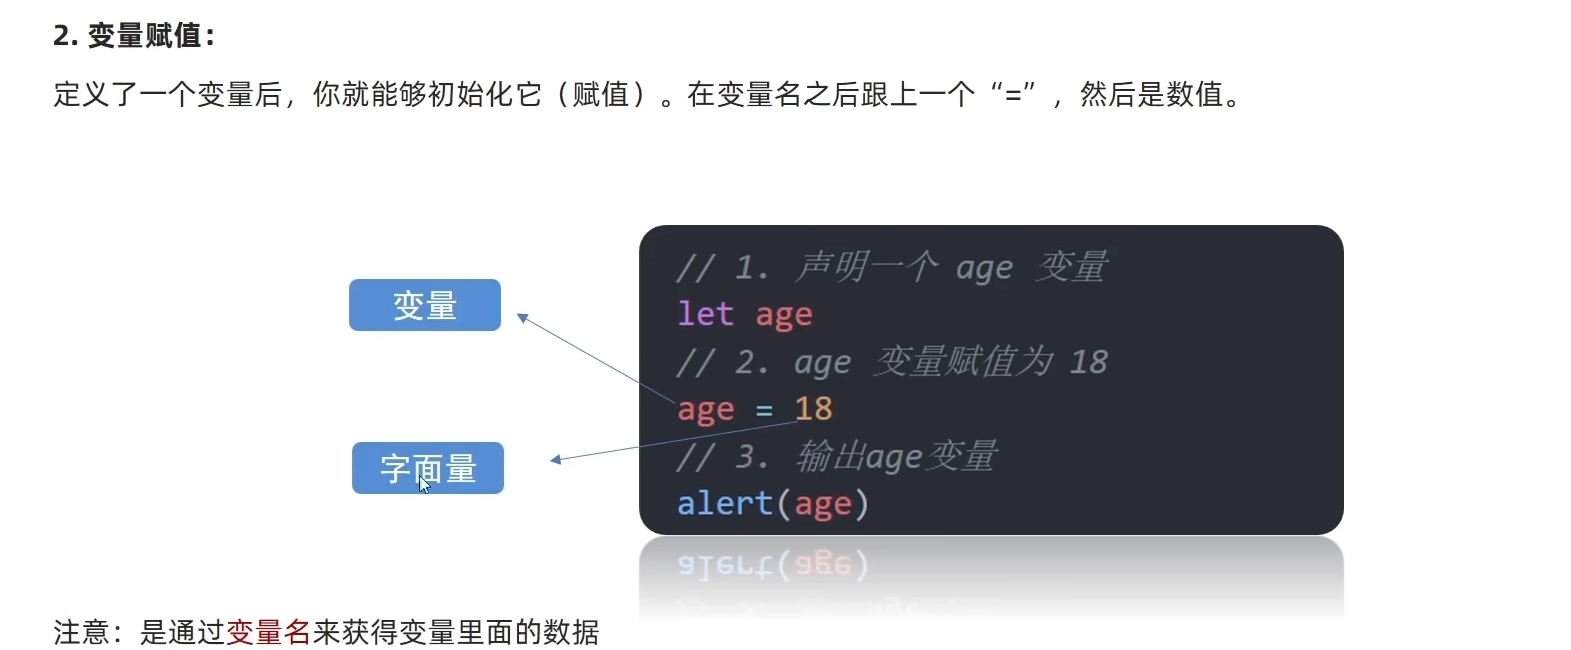 2. 变量赋值：
定义了一个变量后，你就能够初始化它（赋值）。在变量名之后跟上一个“=”，然后是数值。
// 1. 声明一个 age 变量
变量
let age
// 2. age 变量赋值为 18
age = 18
字面量
// 3. 输出age变量
alert(age)
注意：是通过变量名来获得变量里面的数据